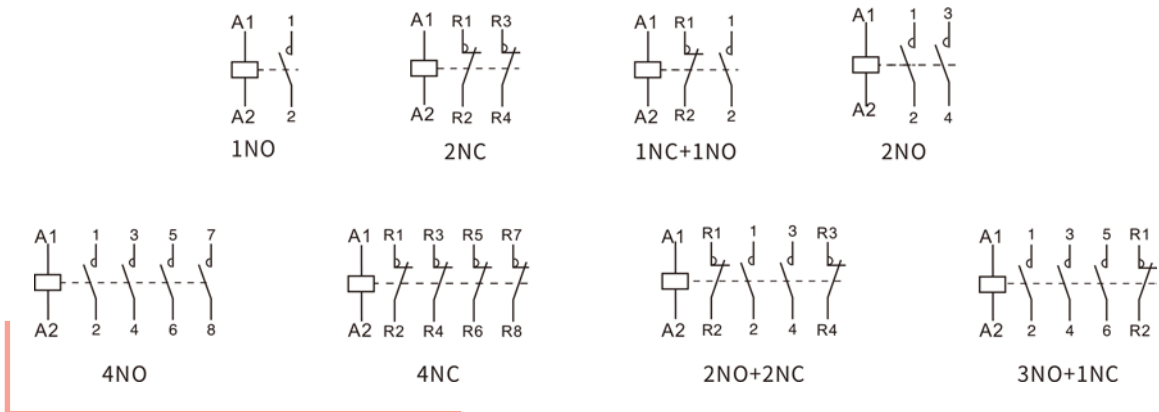 A1 1
A2 2
1NO
A1 R1 R3
A2 R2 R4
2NC
A1 R1 1
A2 R2 2
1NC+1NO
A1 1 3
A2 2 4
2NO
A1 1 3 5 7
A2 2 4 6 8
4NO
A1 R1 R3 R5 R7
A2 R2 R4 R6 R8
4NC
A1 R1 1 3 R3
A2 R2 2 4 R4
2NO+2NC
A1 1 3 5 R1
A2 2 4 6 R2
3NO+1NC